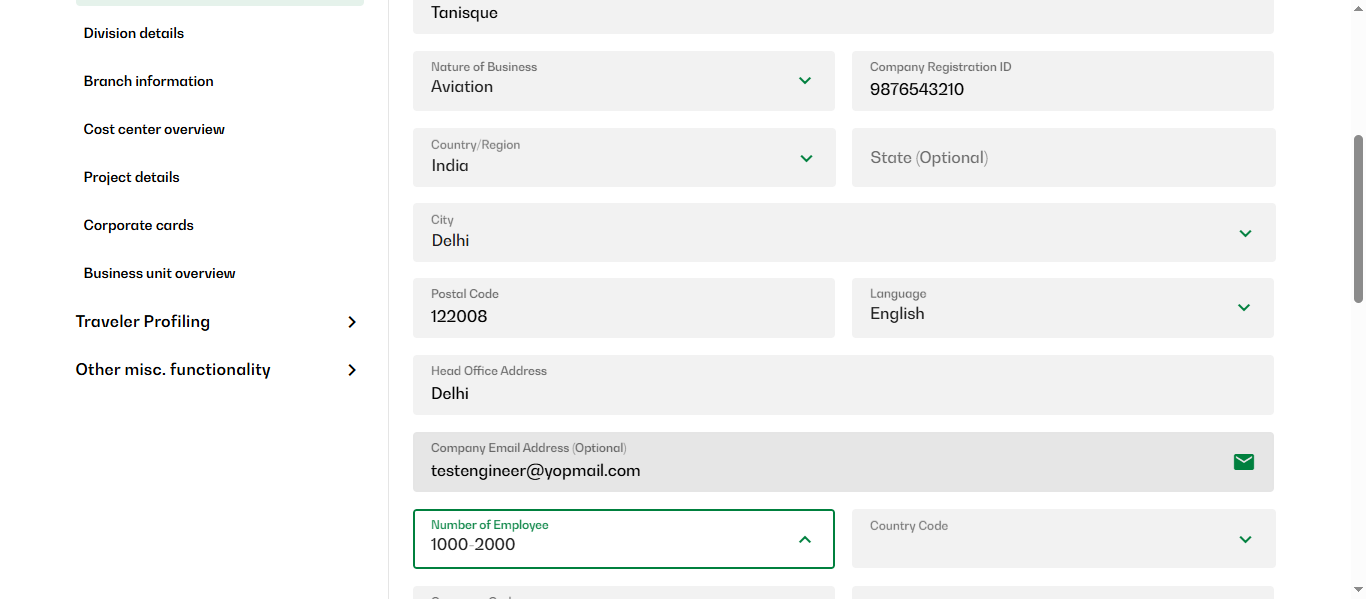 Division details
Branch information
Cost center overview
Project details
Corporate cards
Business unit overview
Traveler Profiling
Other misc. functionality
Tanisque
Nature of Business
Aviation
Company Registration ID
9876543210
Country/Region
India
State (Optional)
City
Delhi
Postal Code
122008
Language
English
Head Office Address
Delhi
Company Email Address (Optional)
testengineer@yopmail.com
Number of Employee
1000-2000
Country Code